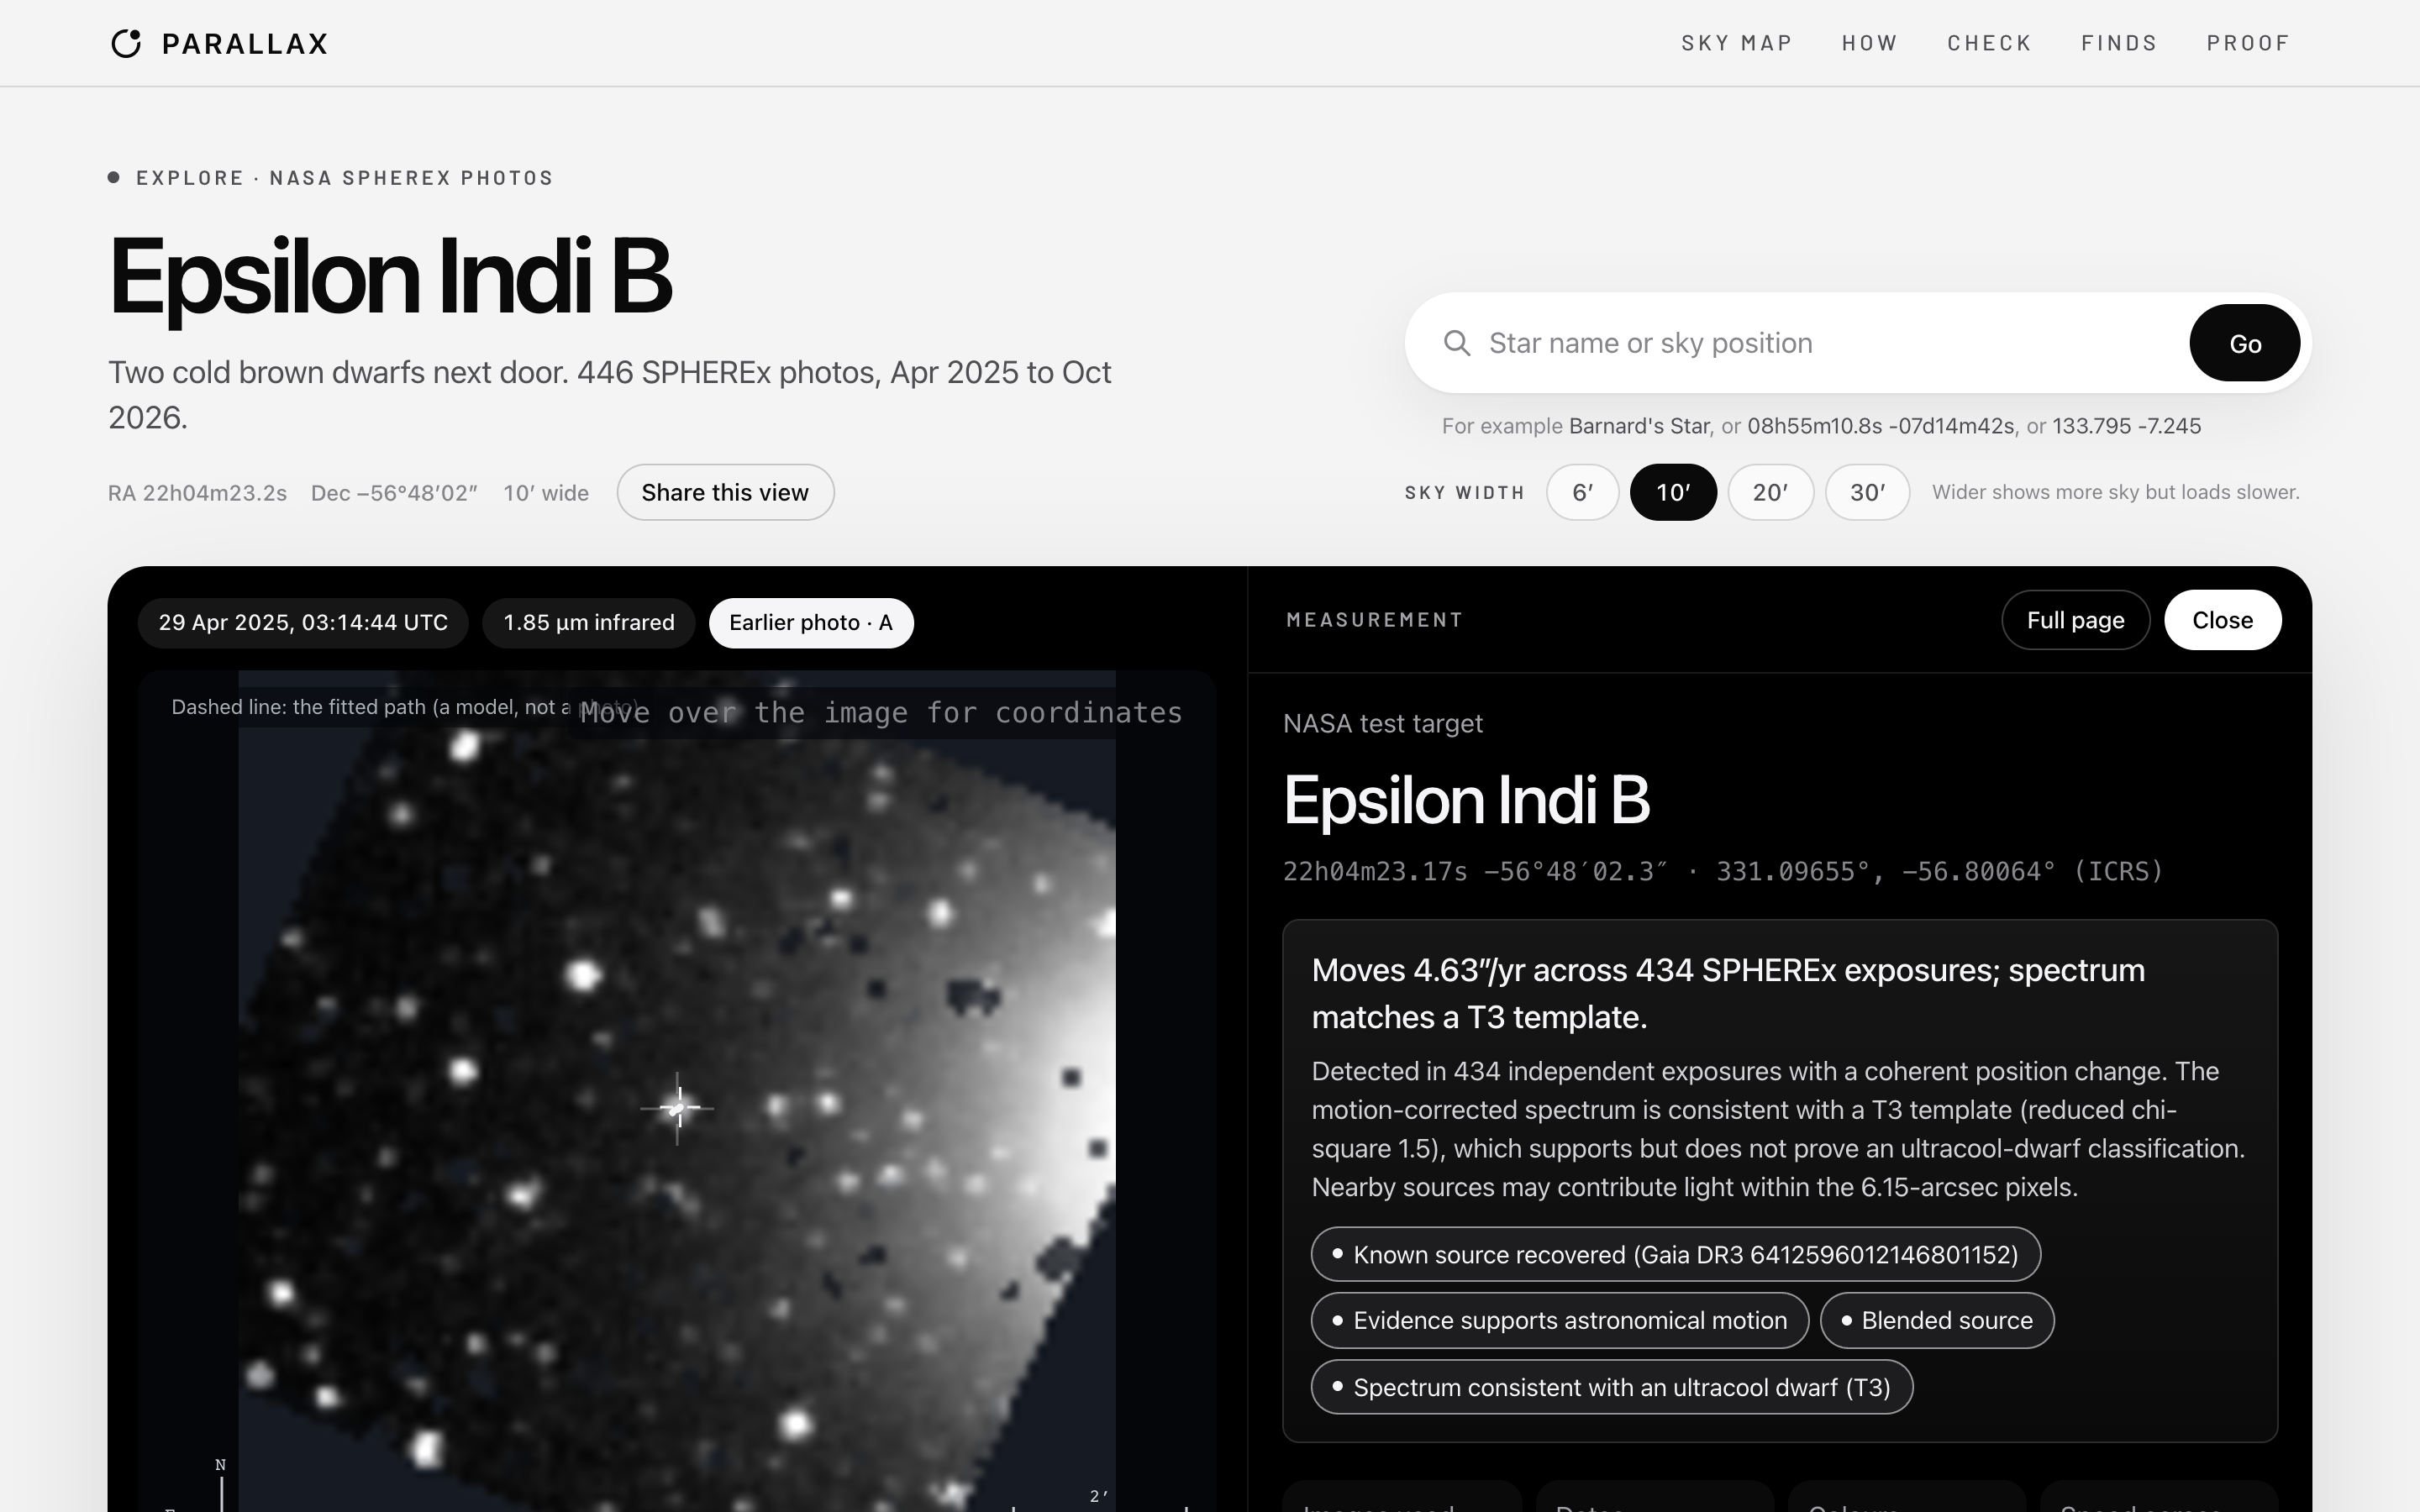 PARALLAX
SKY MAP HOW CHECK FINDS PROOF
EXPLORE · NASA SPHEREX PHOTOS
Epsilon Indi B
Two cold brown dwarfs next door. 446 SPHEREx photos, Apr 2025 to Oct
2026.
RA 22h04m23.2s Dec −56°48′02″ 10′ wide Share this view
Star name or sky position Go
For example Barnard's Star, or 08h55m10.8s -07d14m42s, or 133.795 -7.245
SKY WIDTH 6′ 10′ 20′ 30′ Wider shows more sky but loads slower.
29 Apr 2025, 03:14:44 UTC 1.85 µm infrared Earlier photo · A
Dashed line: the fitted path (a model, not a photo)
Move over the image for coordinates
N
2′
MEASUREMENT Full page Close
NASA test target
Epsilon Indi B
22h04m23.17s −56°48′02.3″ · 331.09655°, −56.80064° (ICRS)
Moves 4.63″/yr across 434 SPHEREx exposures; spectrum
matches a T3 template.
Detected in 434 independent exposures with a coherent position change. The
motion-corrected spectrum is consistent with a T3 template (reduced chi-
square 1.5), which supports but does not prove an ultracool-dwarf classification.
Nearby sources may contribute light within the 6.15-arcsec pixels.
Known source recovered (Gaia DR3 6412596012146801152)
Evidence supports astronomical motion
Blended source
Spectrum consistent with an ultracool dwarf (T3)
Images used Dates Colours